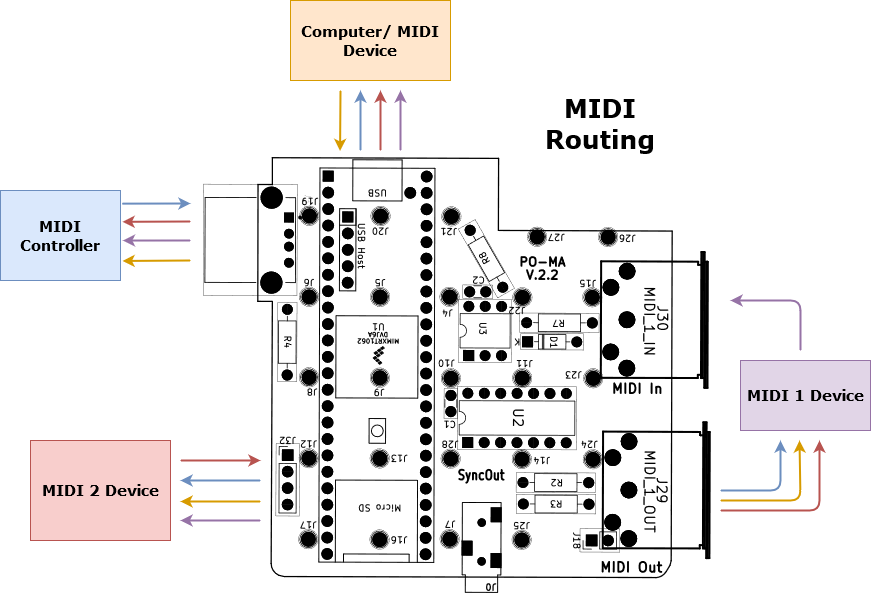 Computer/ MIDI
Device
MIDI
Routing
MIDI
Controller
J19
USB
J20
USB Host
J21
R8
J27
J26
PO-MA
V.2.2
J6
J5
C2
J4
J22
J15
U3
R7
K
D1
J30
MIDI_1_IN
MIDI In
R4
U1
MIMXRT1062
DVJ6A
J8
J9
J10
J11
J23
MIDI 1 Device
C1
U2
J32
J12
J13
J28
J14
J24
SyncOut
MIDI 2 Device
R2
R3
J29
MIDI_1_OUT
Micro SD
J17
J16
J7
J25
J18
MIDI Out
J0